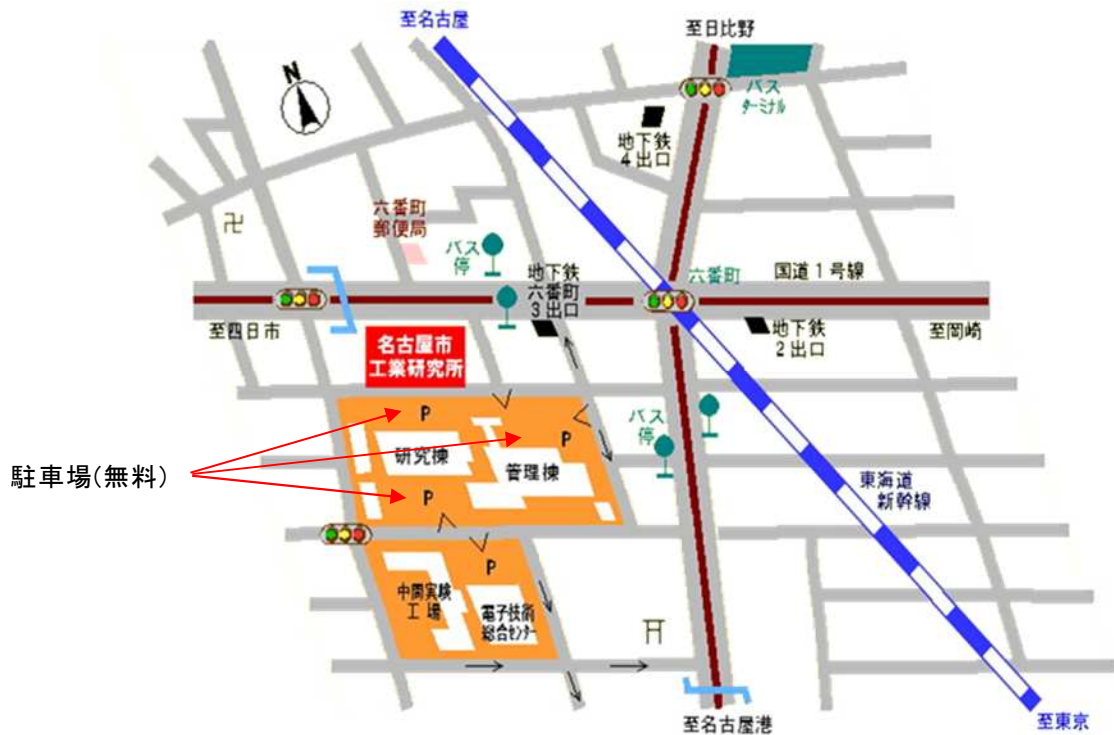 至名古屋
至日比野
N
バス
ターミナル
地下鉄
4出口
六番町
郵便局
バス
停
地下鉄
六番町
3出口
六番町
国道1号線
至四日市
地下鉄
2出口
至岡崎
名古屋市
工業研究所
P
研究棟
P
管理棟
バス
停
駐車場(無料)
P
東海道
新幹線
P
中間実験
工場
電子技術
総合センター
至名古屋港
至東京